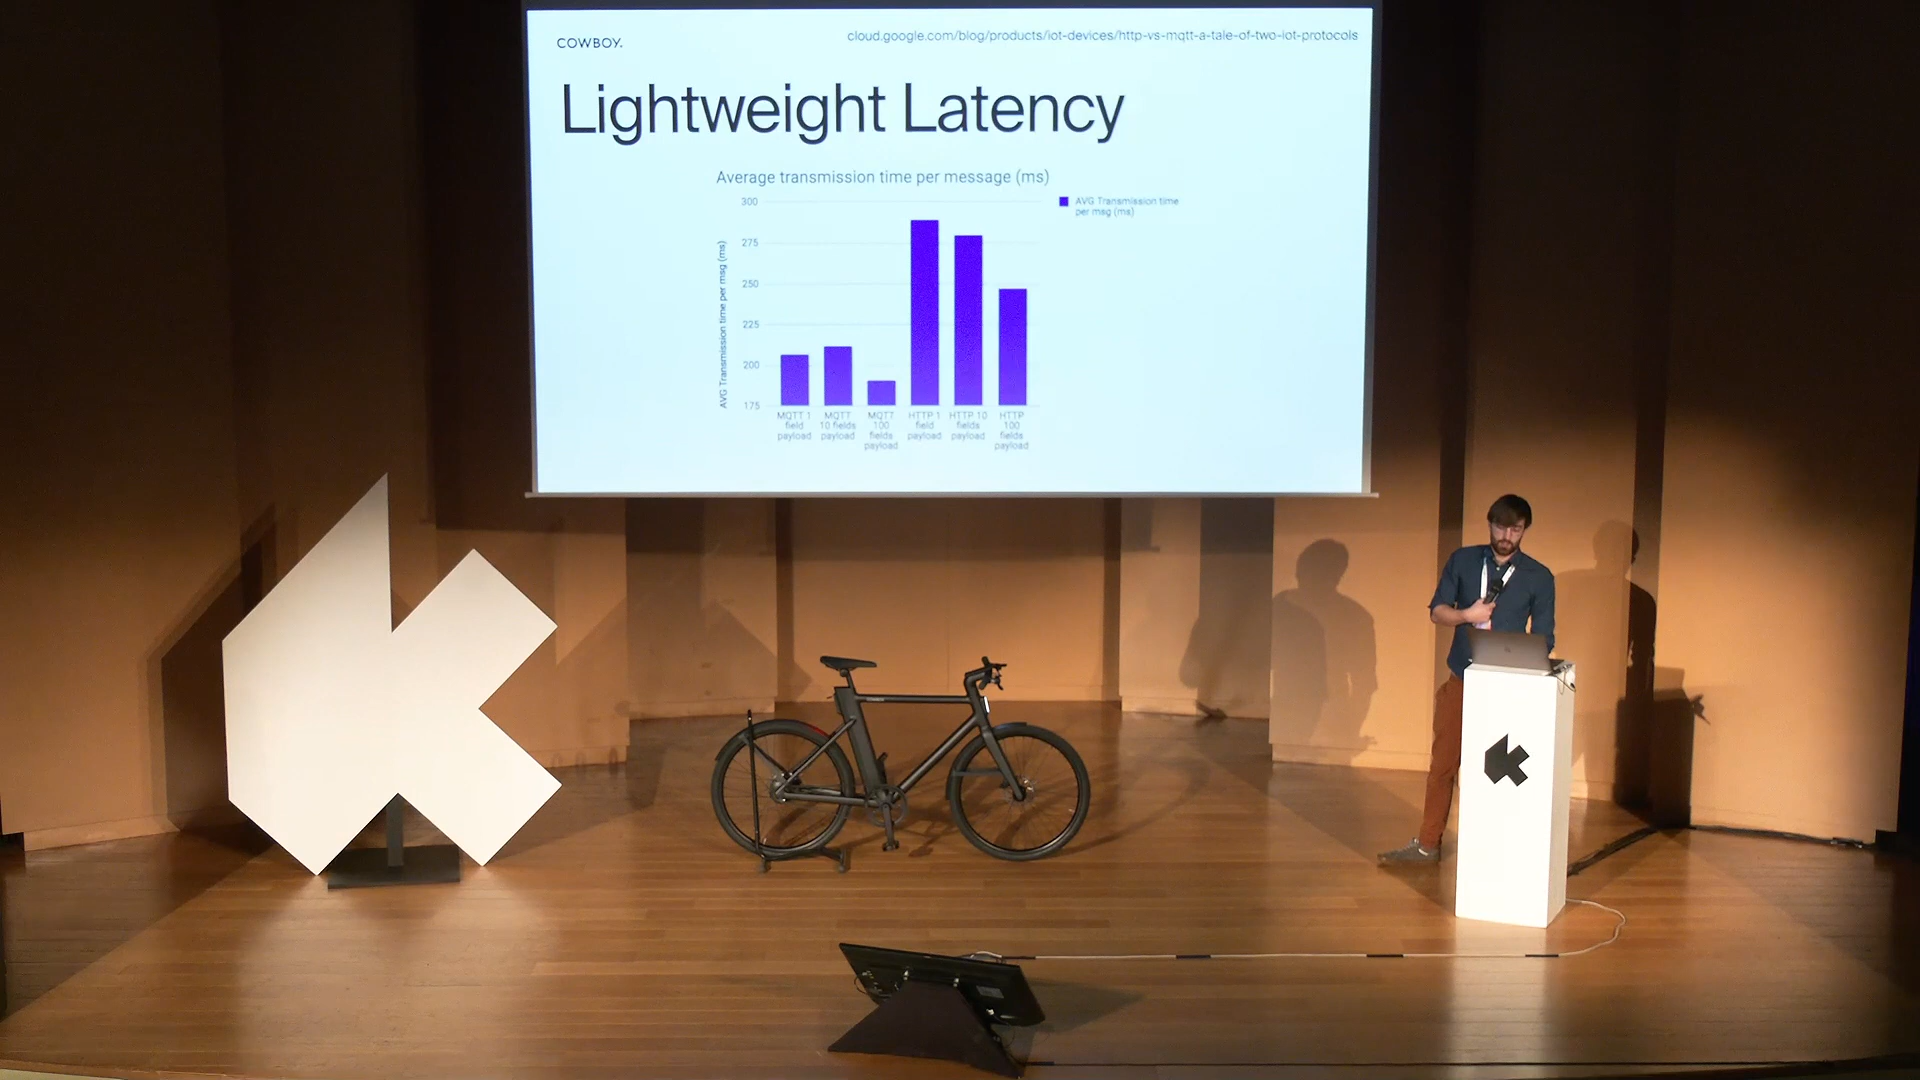 COWBOY.
cloud.google.com/blog/products/iot-devices/http-vs-mqtt-a-tale-of-two-iot-protocols
Lightweight Latency
Average transmission time per message (ms)
AVG Transmission time
per msg (ms)
AVG Transmission time per msg (ms)
300
275
250
225
200
175
MQTT 1
field
payload
MQTT
10 fields
payload
MQTT
100
fields
payload
HTTP 1
field
payload
HTTP 10
fields
payload
HTTP
100
fields
payload